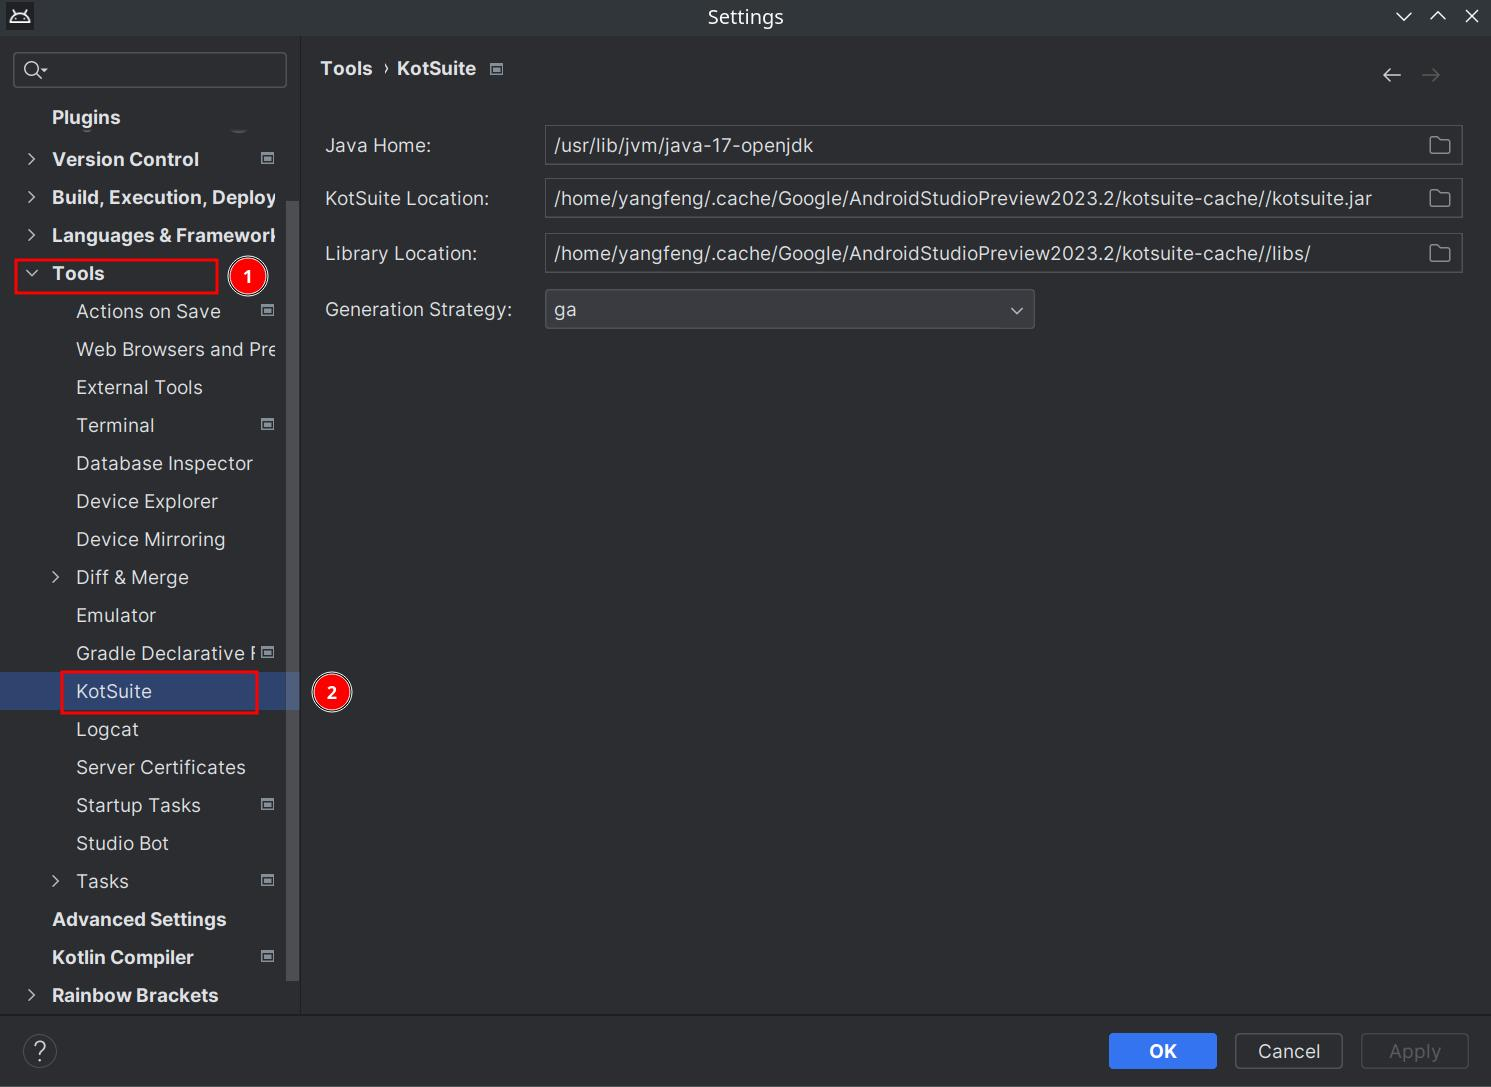 Settings
Plugins
Version Control
Build, Execution, Deploy
Languages & Framework
Tools
1
Actions on Save
Web Browsers and Pre
External Tools
Terminal
Database Inspector
Device Explorer
Device Mirroring
Diff & Merge
Emulator
Gradle Declarative F
KotSuite
2
Logcat
Server Certificates
Startup Tasks
Studio Bot
Tasks
Advanced Settings
Kotlin Compiler
Rainbow Brackets
Tools › KotSuite
Java Home: /usr/lib/jvm/java-17-openjdk
KotSuite Location: /home/yangfeng/.cache/Google/AndroidStudioPreview2023.2/kotsuite-cache//kotsuite.jar
Library Location: /home/yangfeng/.cache/Google/AndroidStudioPreview2023.2/kotsuite-cache//libs/
Generation Strategy: ga
?
OK Cancel Apply